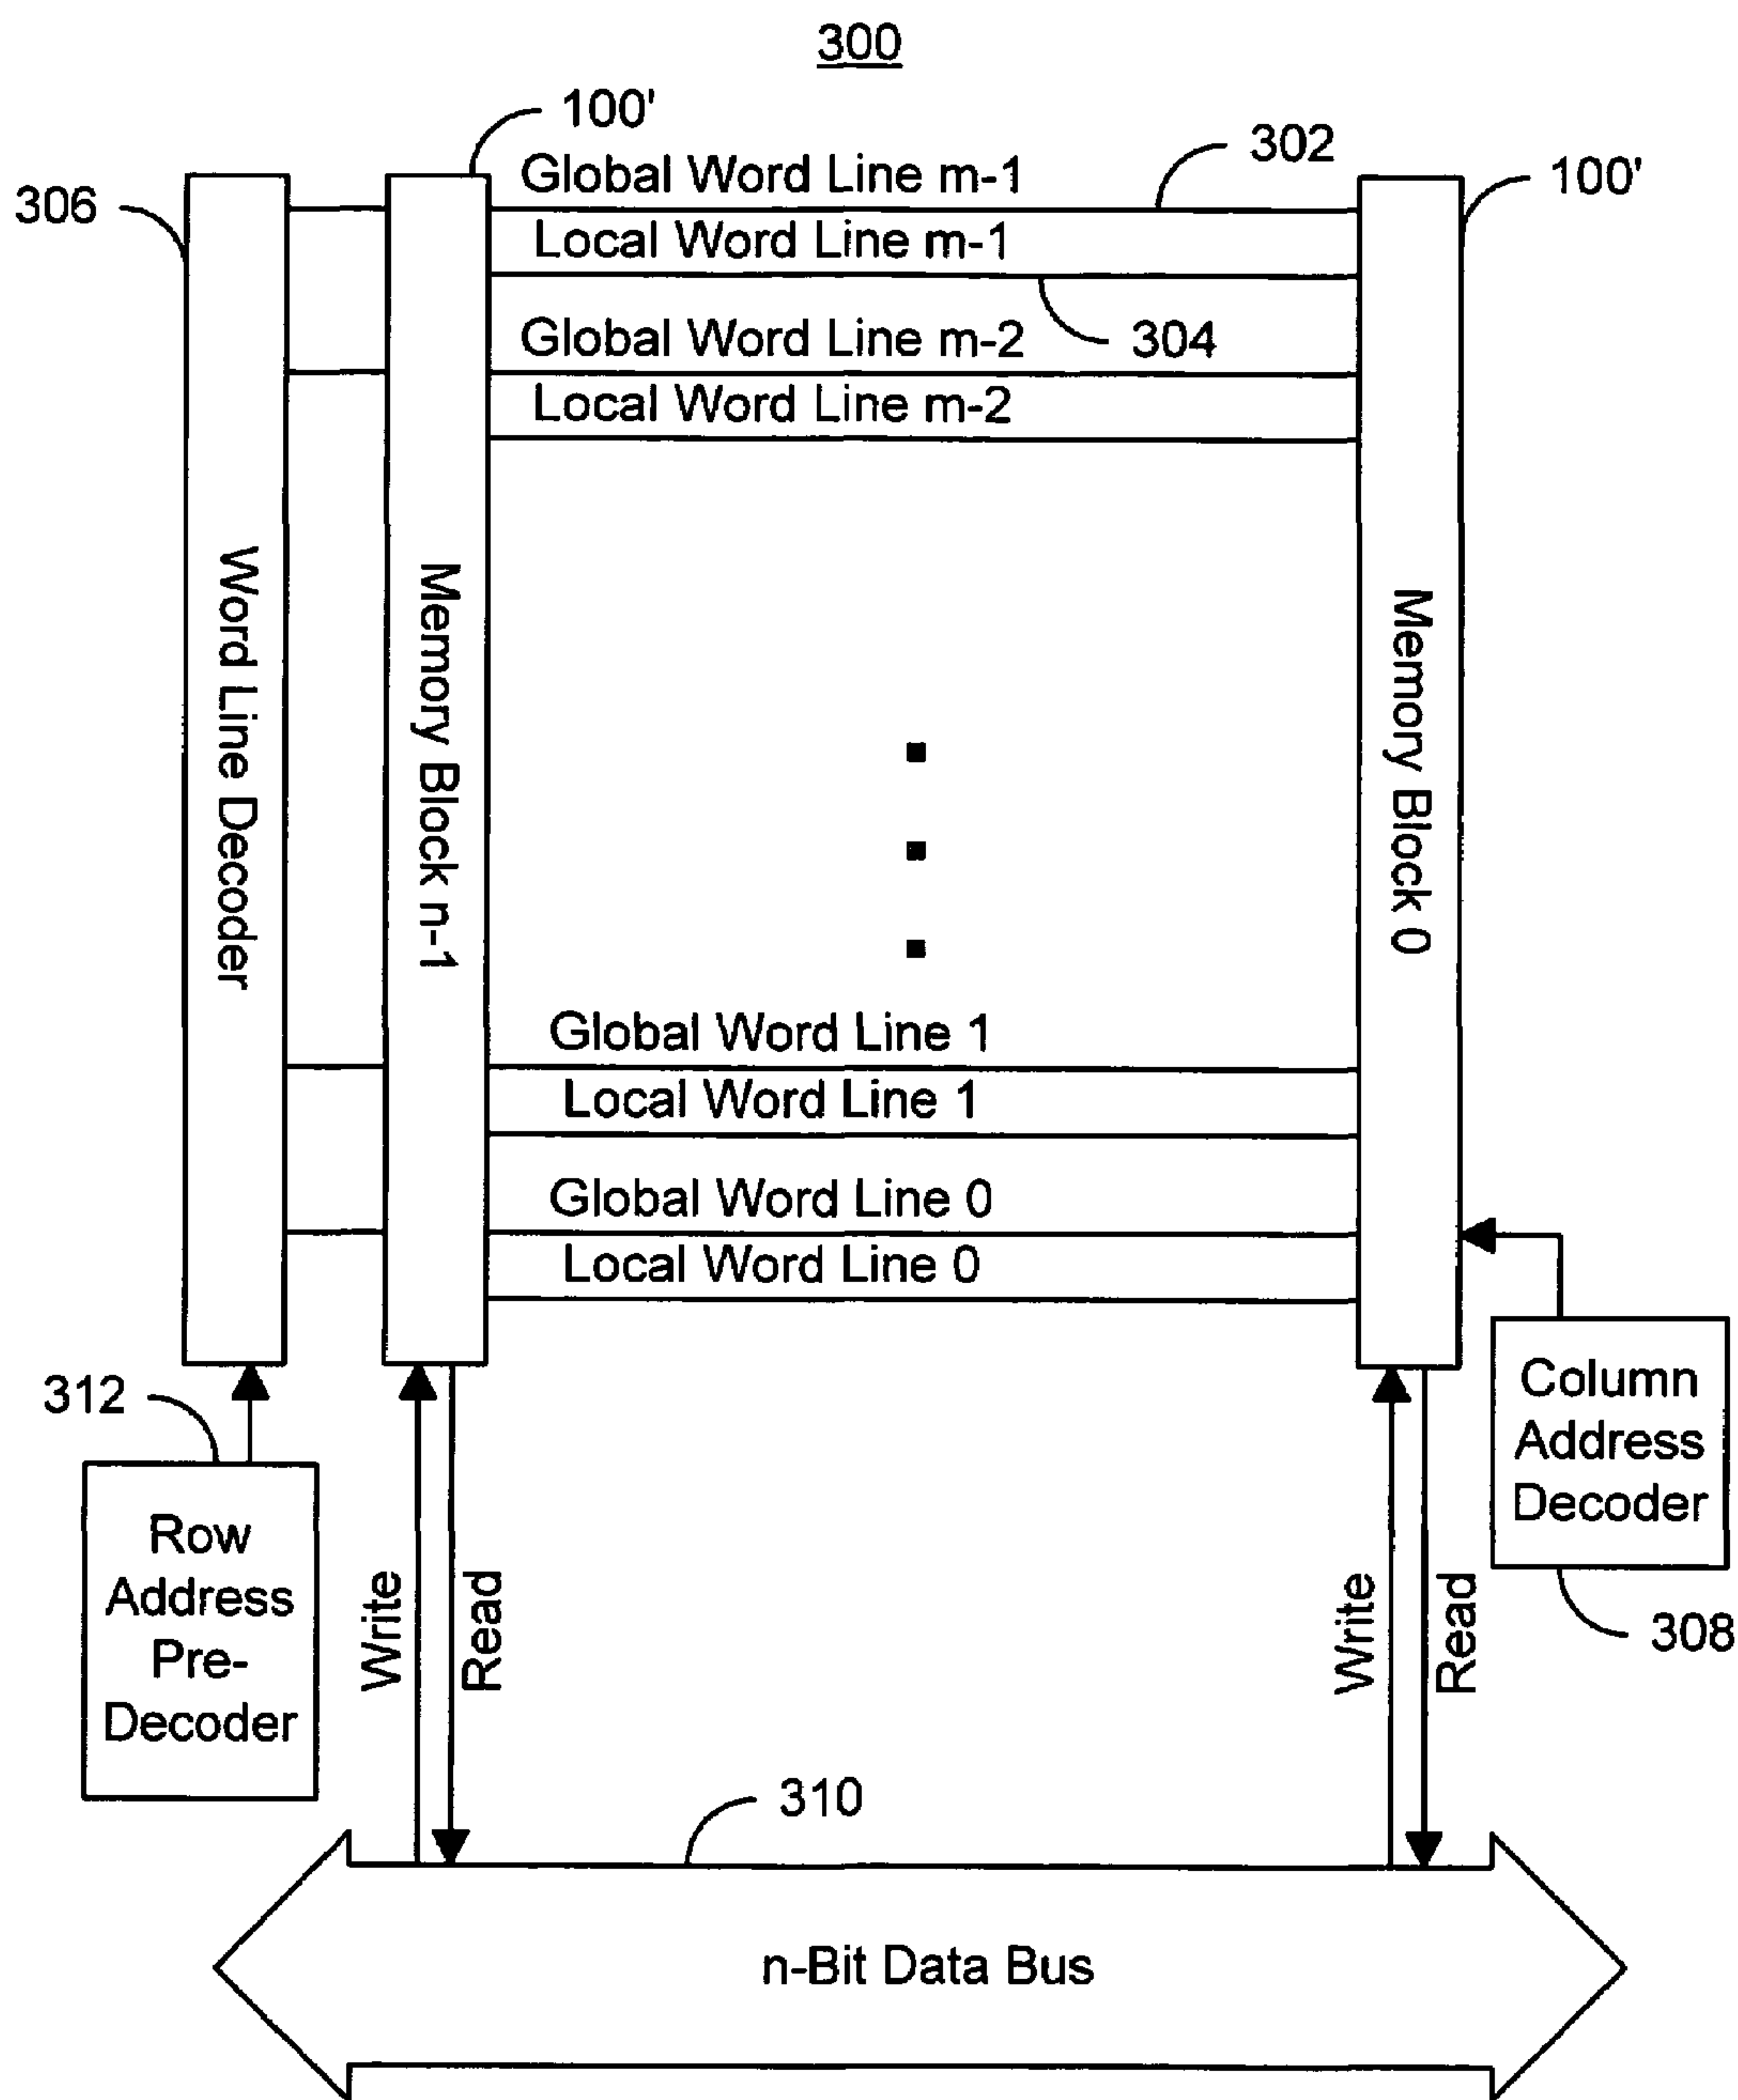 300
100'
302
100'
306
Global Word Line m-1
Local Word Line m-1
304
Global Word Line m-2
Local Word Line m-2
Word Line Decoder
Memory Block n-1
Memory Block 0
Global Word Line 1
Local Word Line 1
Global Word Line 0
Local Word Line 0
312
Row
Address
Pre-
Decoder
Write
Read
Write
Read
Column
Address
Decoder
308
310
n-Bit Data Bus